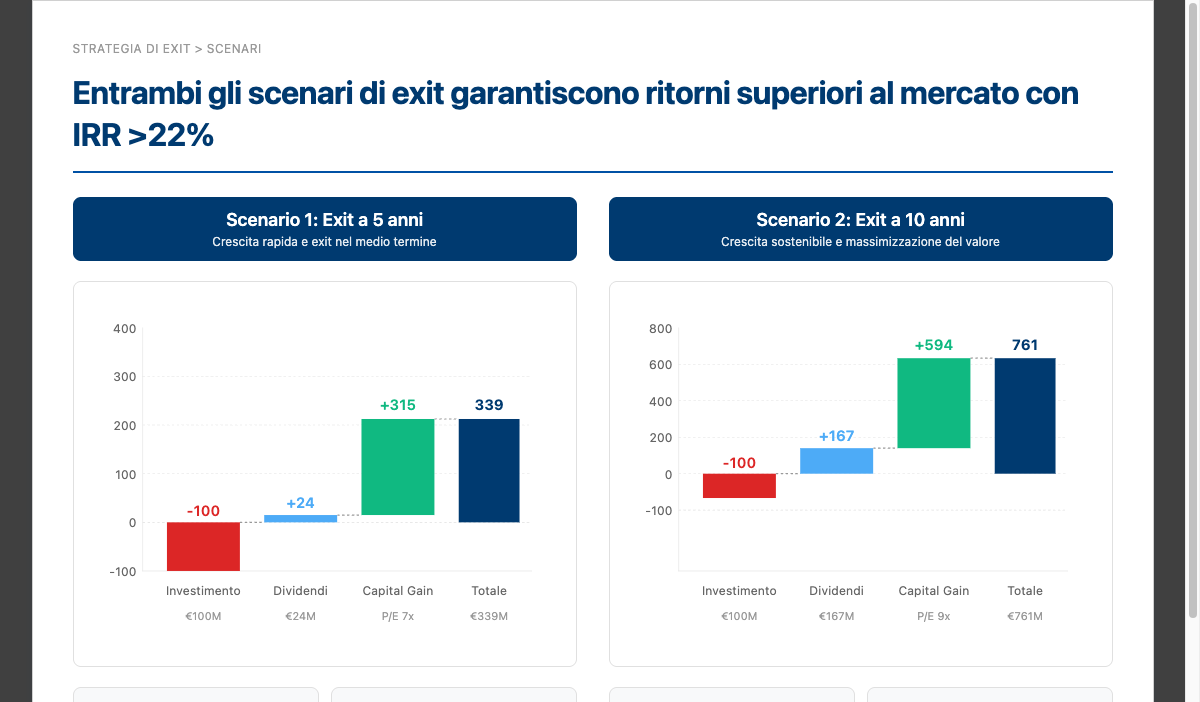 STRATEGIA DI EXIT > SCENARI
Entrambi gli scenari di exit garantiscono ritorni superiori al mercato con
IRR >22%
Scenario 1: Exit a 5 anni
Crescita rapida e exit nel medio termine
400
300
200
100
0
-100
-100
+24
+315
339
Investimento
Dividendi
Capital Gain
Totale
€100M
€24M
P/E 7x
€339M
Scenario 2: Exit a 10 anni
Crescita sostenibile e massimizzazione del valore
800
600
400
200
0
-100
-100
+167
+594
761
Investimento
Dividendi
Capital Gain
Totale
€100M
€167M
P/E 9x
€761M